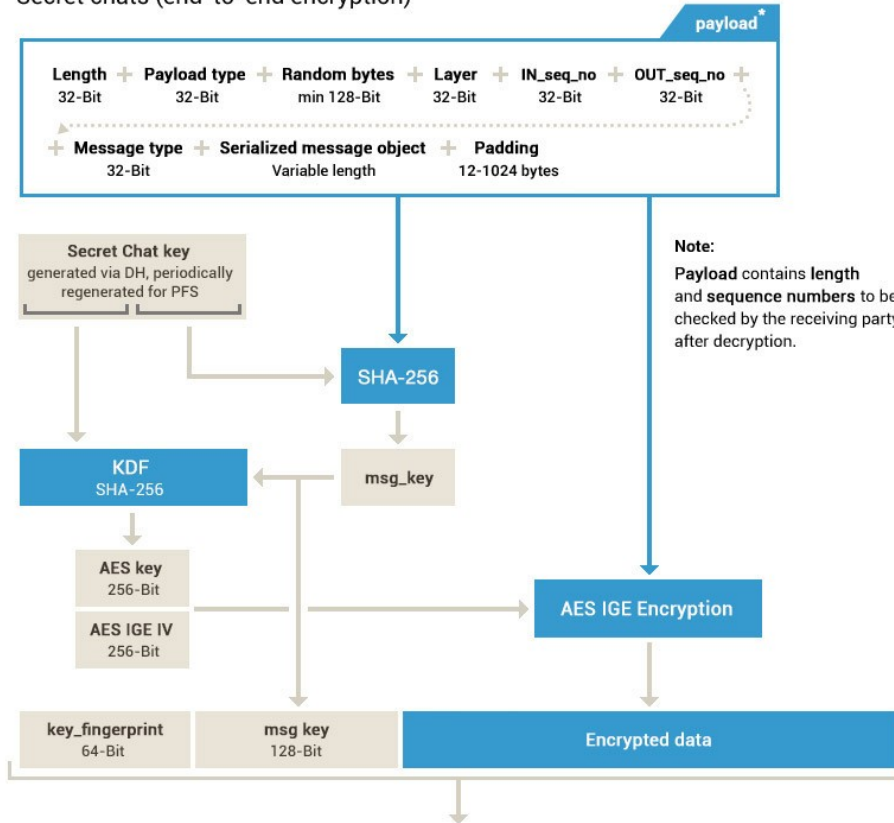 Secret chats (end-to-end encryption)
payload*
Length + Payload type + Random bytes + Layer + IN_seq_no + OUT_seq_no +
32-Bit 32-Bit min 128-Bit 32-Bit 32-Bit 32-Bit
+ Message type + Serialized message object + Padding
32-Bit Variable length 12-1024 bytes
Secret Chat key
generated via DH, periodically
regenerated for PFS
Note:
Payload contains length
and sequence numbers to be
checked by the receiving party
after decryption.
SHA-256
KDF
SHA-256
msg_key
AES key
256-Bit
AES IGE IV
256-Bit
AES IGE Encryption
key_fingerprint
64-Bit
msg key
128-Bit
Encrypted data